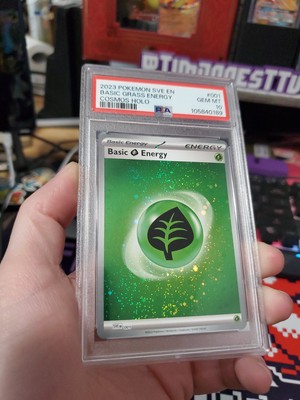 @TIMAGESTTV
2023 POKEMON SVE EN #001
BASIC GRASS ENERGY GEM MT
COSMOS HOLO 10
PSA 105840189
Basic Energy ENERGY
Basic Energy